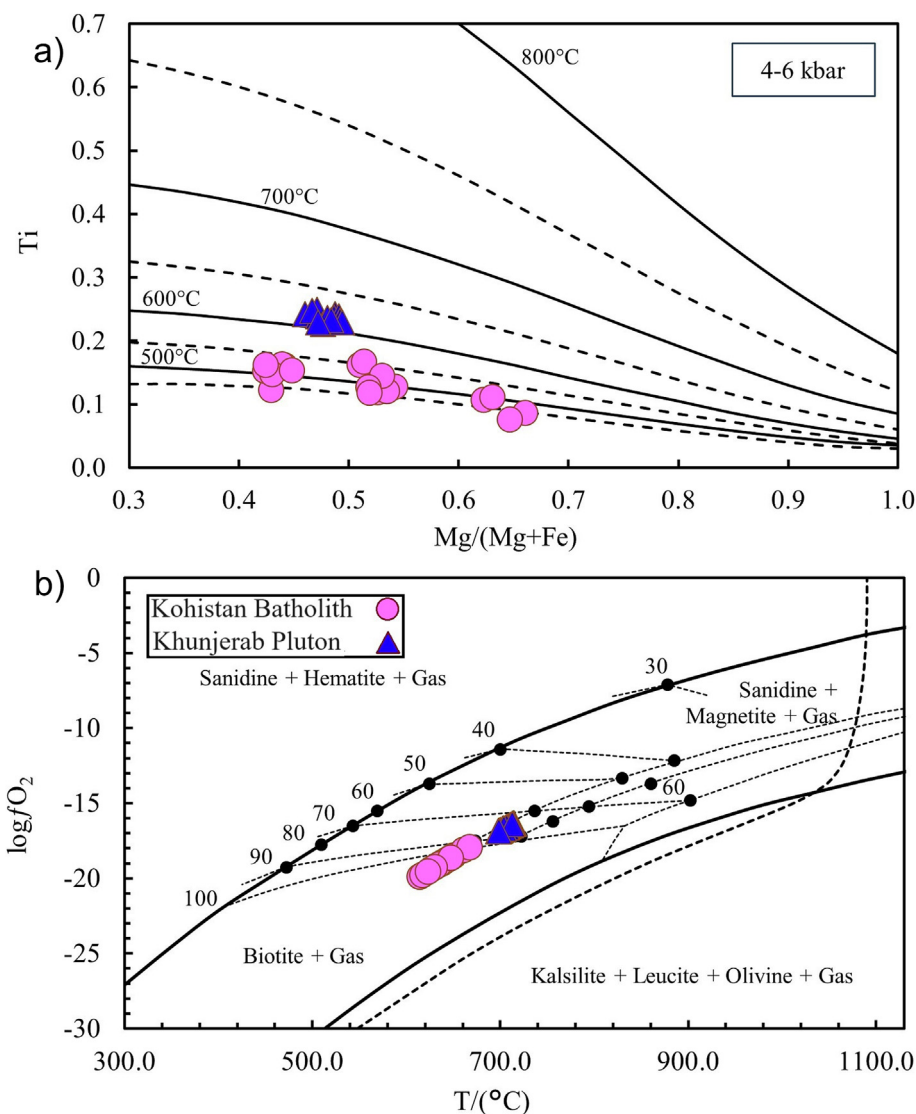 a)
0.7
0.6
0.5
0.4
0.3
0.2
0.1
0.0
Ti
800°C
4-6 kbar
700°C
600°C
500°C
0.3 0.4 0.5 0.6 0.7 0.8 0.9 1.0
Mg/(Mg+Fe)
b)
0
-5
-10
-15
-20
-25
-30
logfO2
Kohistan Batholith
Khunjerab Pluton
Sanidine + Hematite + Gas
30
Sanidine +
Magnetite + Gas
40
50
60
60
70
80
90
100
Biotite + Gas
Kalsilite + Leucite + Olivine + Gas
300.0 500.0 700.0 900.0 1100.0
T/(°C)